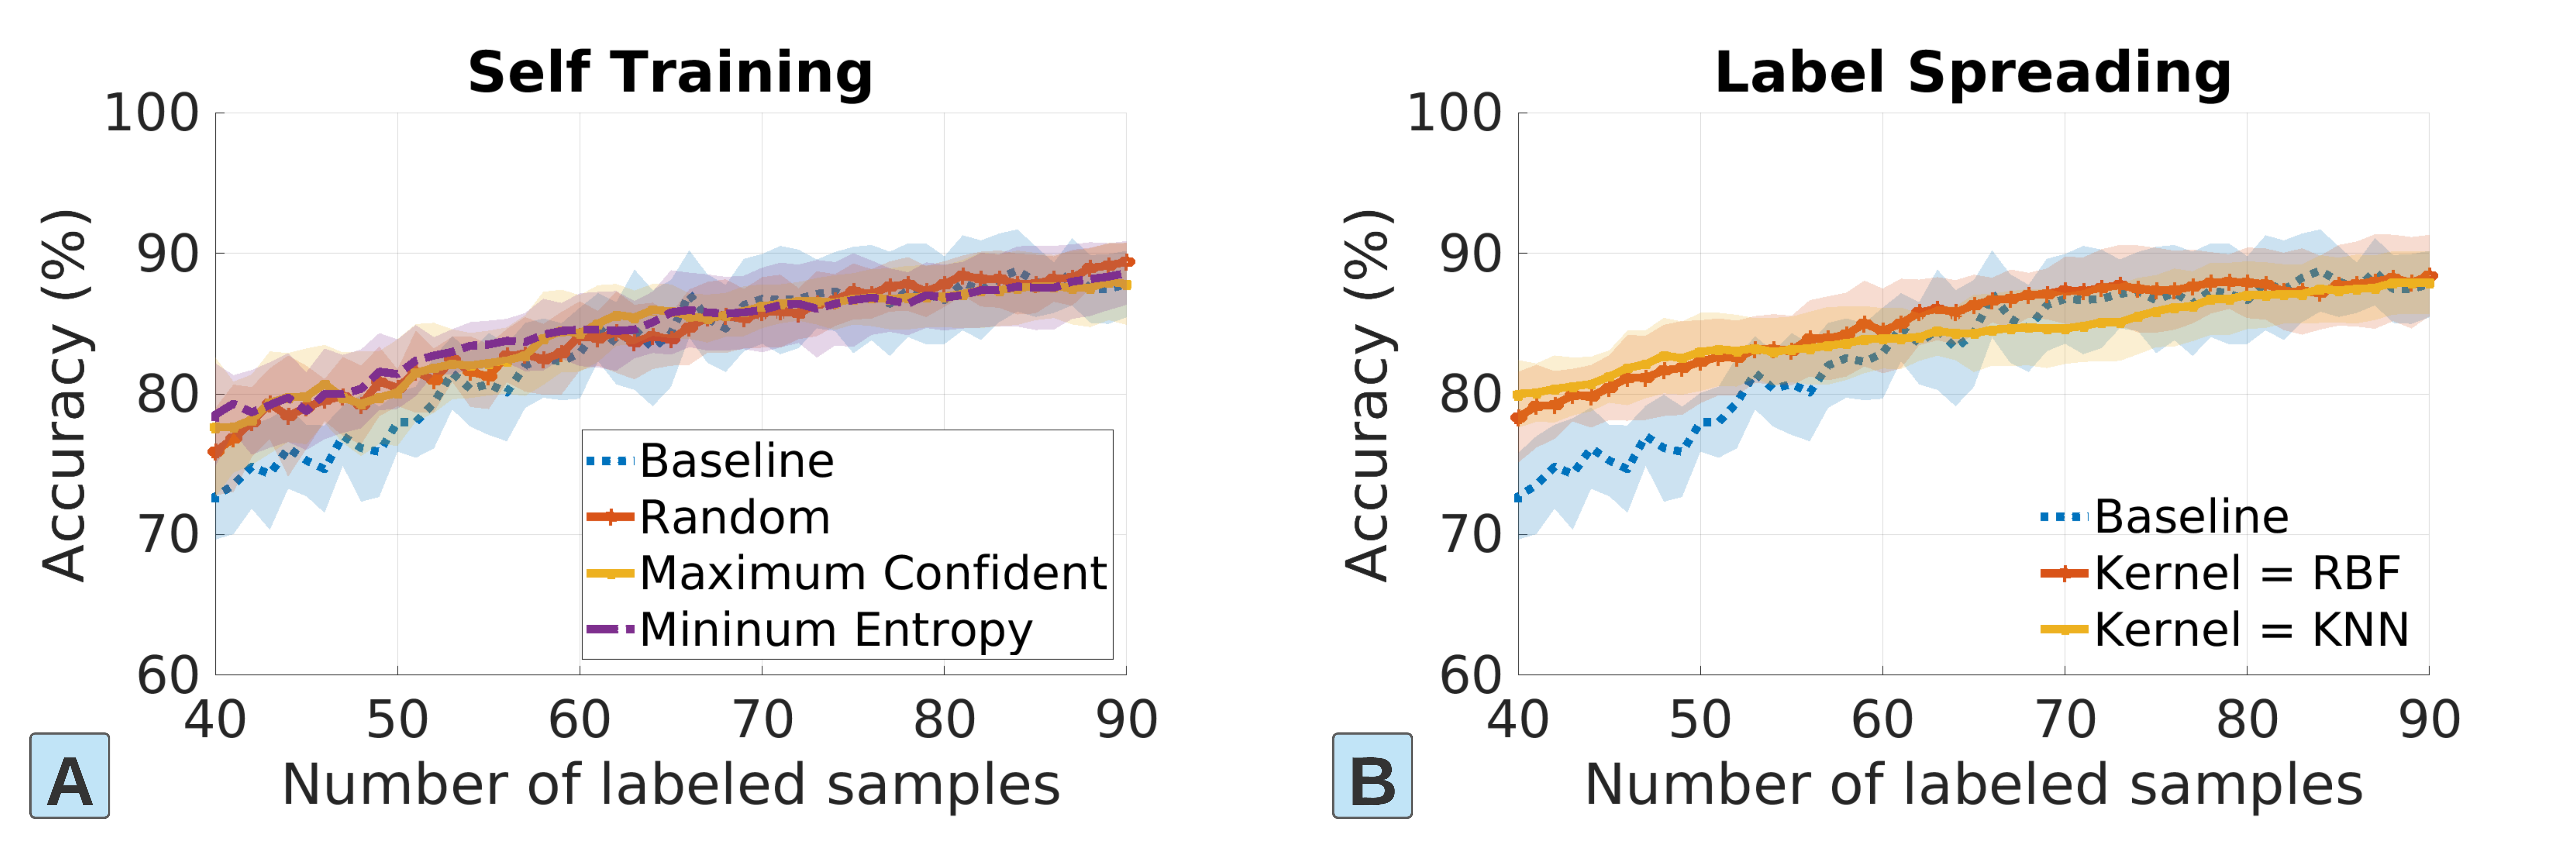 Self Training
100
90
80
70
60
Accuracy (%)
40 50 60 70 80 90
Number of labeled samples
Baseline
Random
Maximum Confident
Mininum Entropy
A
Label Spreading
100
90
80
70
60
Accuracy (%)
40 50 60 70 80 90
Number of labeled samples
Baseline
Kernel = RBF
Kernel = KNN
B